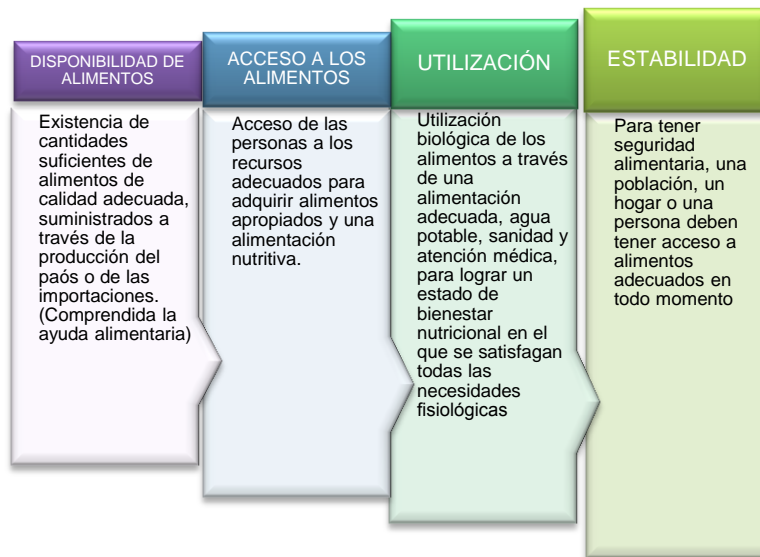 DISPONIBILIDAD DE
ALIMENTOS
Existencia de
cantidades
suficientes de
alimentos de
calidad adecuada,
suministrados a
través de la
producción del
paós o de las
importaciones.
(Comprendida la
ayuda alimentaria)
ACCESO A LOS
ALIMENTOS
Acceso de las
personas a los
recursos
adecuados para
adquirir alimentos
apropiados y una
alimentación
nutritiva.
UTILIZACIÓN
Utilización
biológica de los
alimentos a través
de una
alimentación
adecuada, agua
potable, sanidad y
atención médica,
para lograr un
estado de
bienestar
nutricional en el
que se satisfagan
todas las
necesidades
fisiológicas
ESTABILIDAD
Para tener
seguridad
alimentaria, una
población, un
hogar o una
persona deben
tener acceso a
alimentos
adecuados en
todo momento